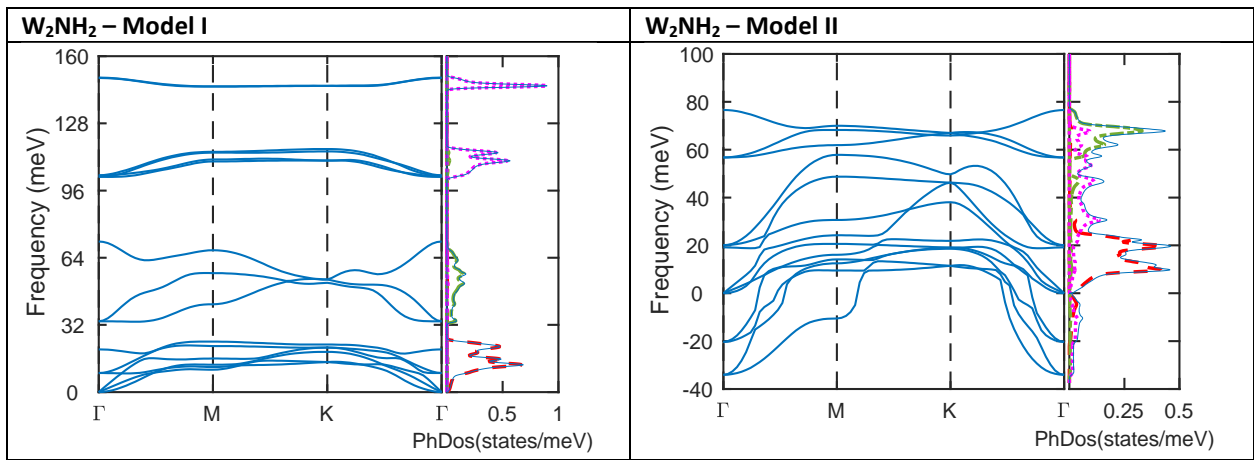 W₂NH₂ – Model I
W₂NH₂ – Model II
Frequency (meV)
160
128
96
64
32
0
Γ
M
K
Γ
0.5
1
PhDos(states/meV)
Frequency (meV)
100
80
60
40
20
0
-20
-40
Γ
M
K
Γ
0.25
0.5
PhDos(states/meV)